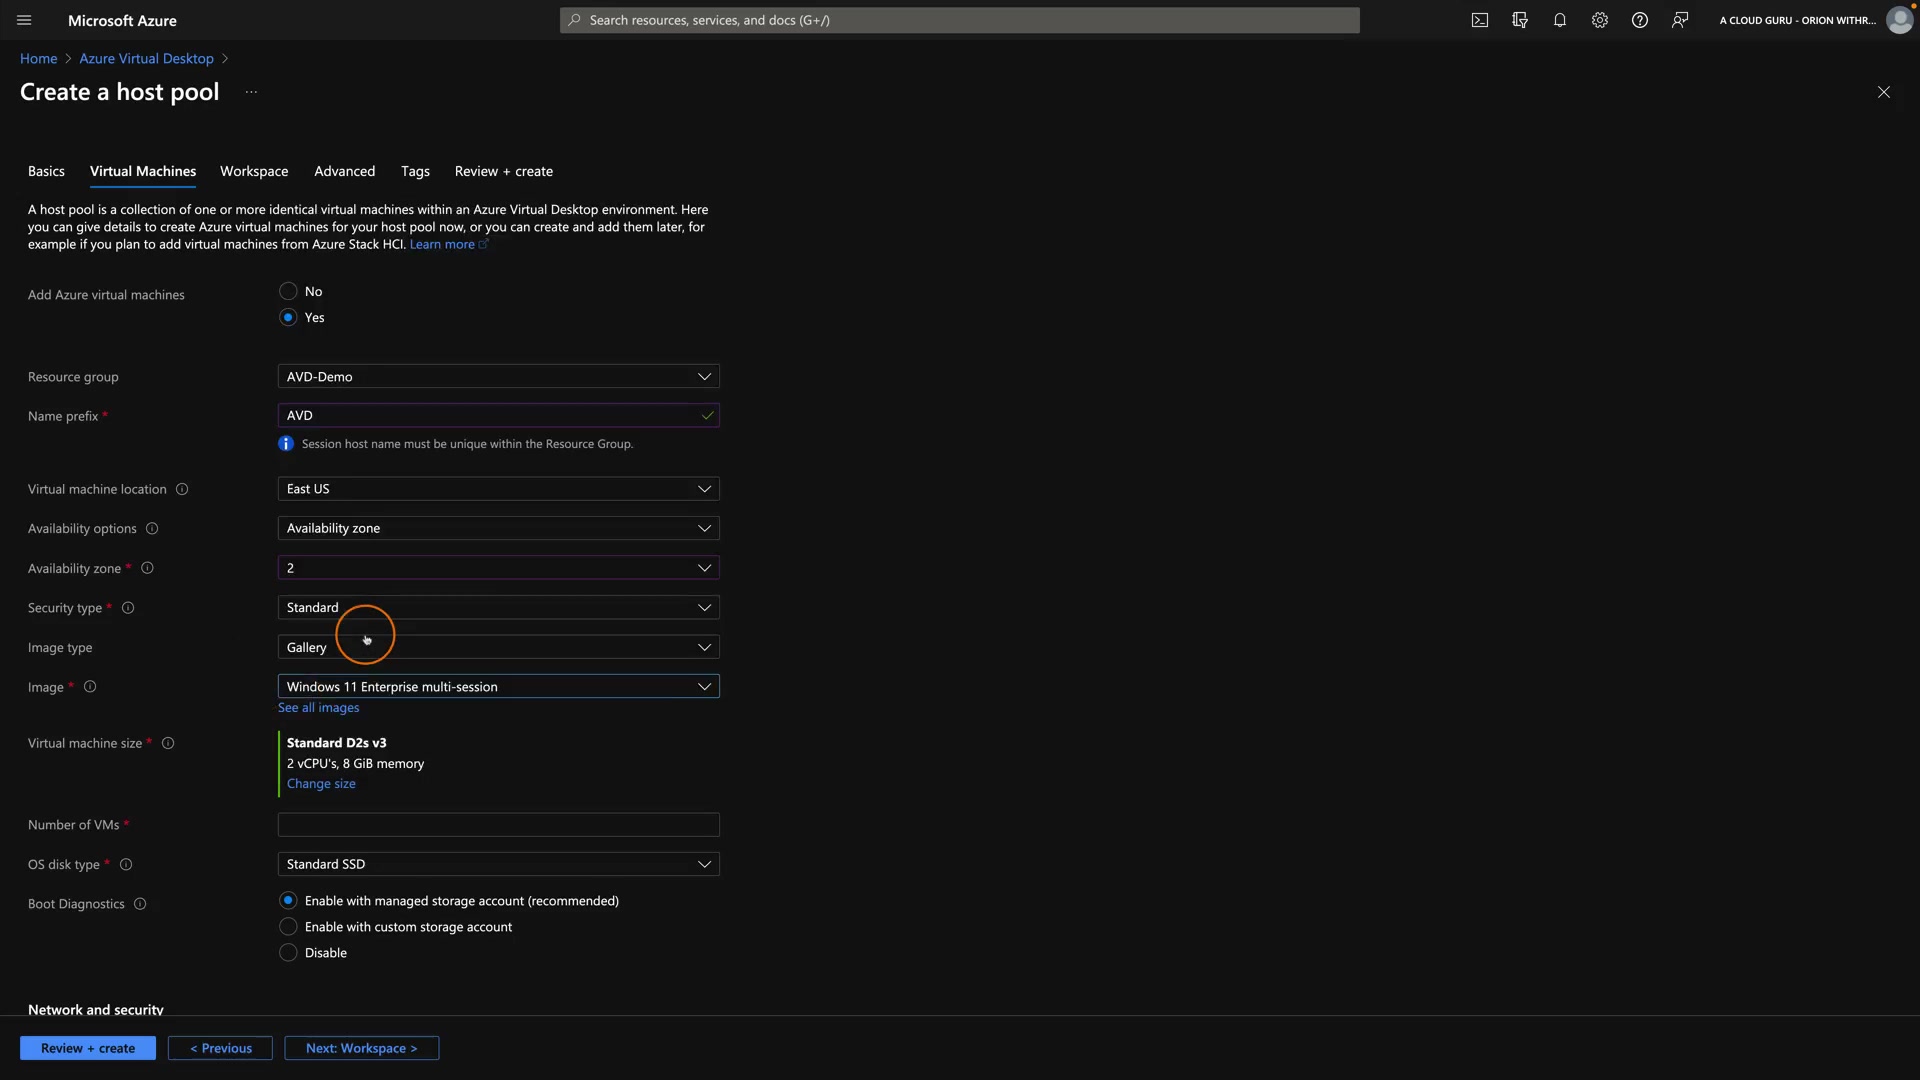 Microsoft Azure
Search resources, services, and docs (G+/)
A CLOUD GURU - ORION WITHR...
Home > Azure Virtual Desktop >
Create a host pool ...
Basics Virtual Machines Workspace Advanced Tags Review + create
A host pool is a collection of one or more identical virtual machines within an Azure Virtual Desktop environment. Here
you can give details to create Azure virtual machines for your host pool now, or you can create and add them later, for
example if you plan to add virtual machines from Azure Stack HCI. Learn more
Add Azure virtual machines
No
Yes
Resource group
AVD-Demo
Name prefix *
AVD
Session host name must be unique within the Resource Group.
Virtual machine location
East US
Availability options
Availability zone
Availability zone *
2
Security type *
Standard
Image type
Gallery
Image *
Windows 11 Enterprise multi-session
See all images
Virtual machine size *
Standard D2s v3
2 vCPU's, 8 GiB memory
Change size
Number of VMs *
OS disk type *
Standard SSD
Boot Diagnostics
Enable with managed storage account (recommended)
Enable with custom storage account
Disable
Network and security
Review + create
< Previous
Next: Workspace >